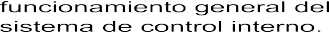 funcionamiento general del
sistema de control interno.